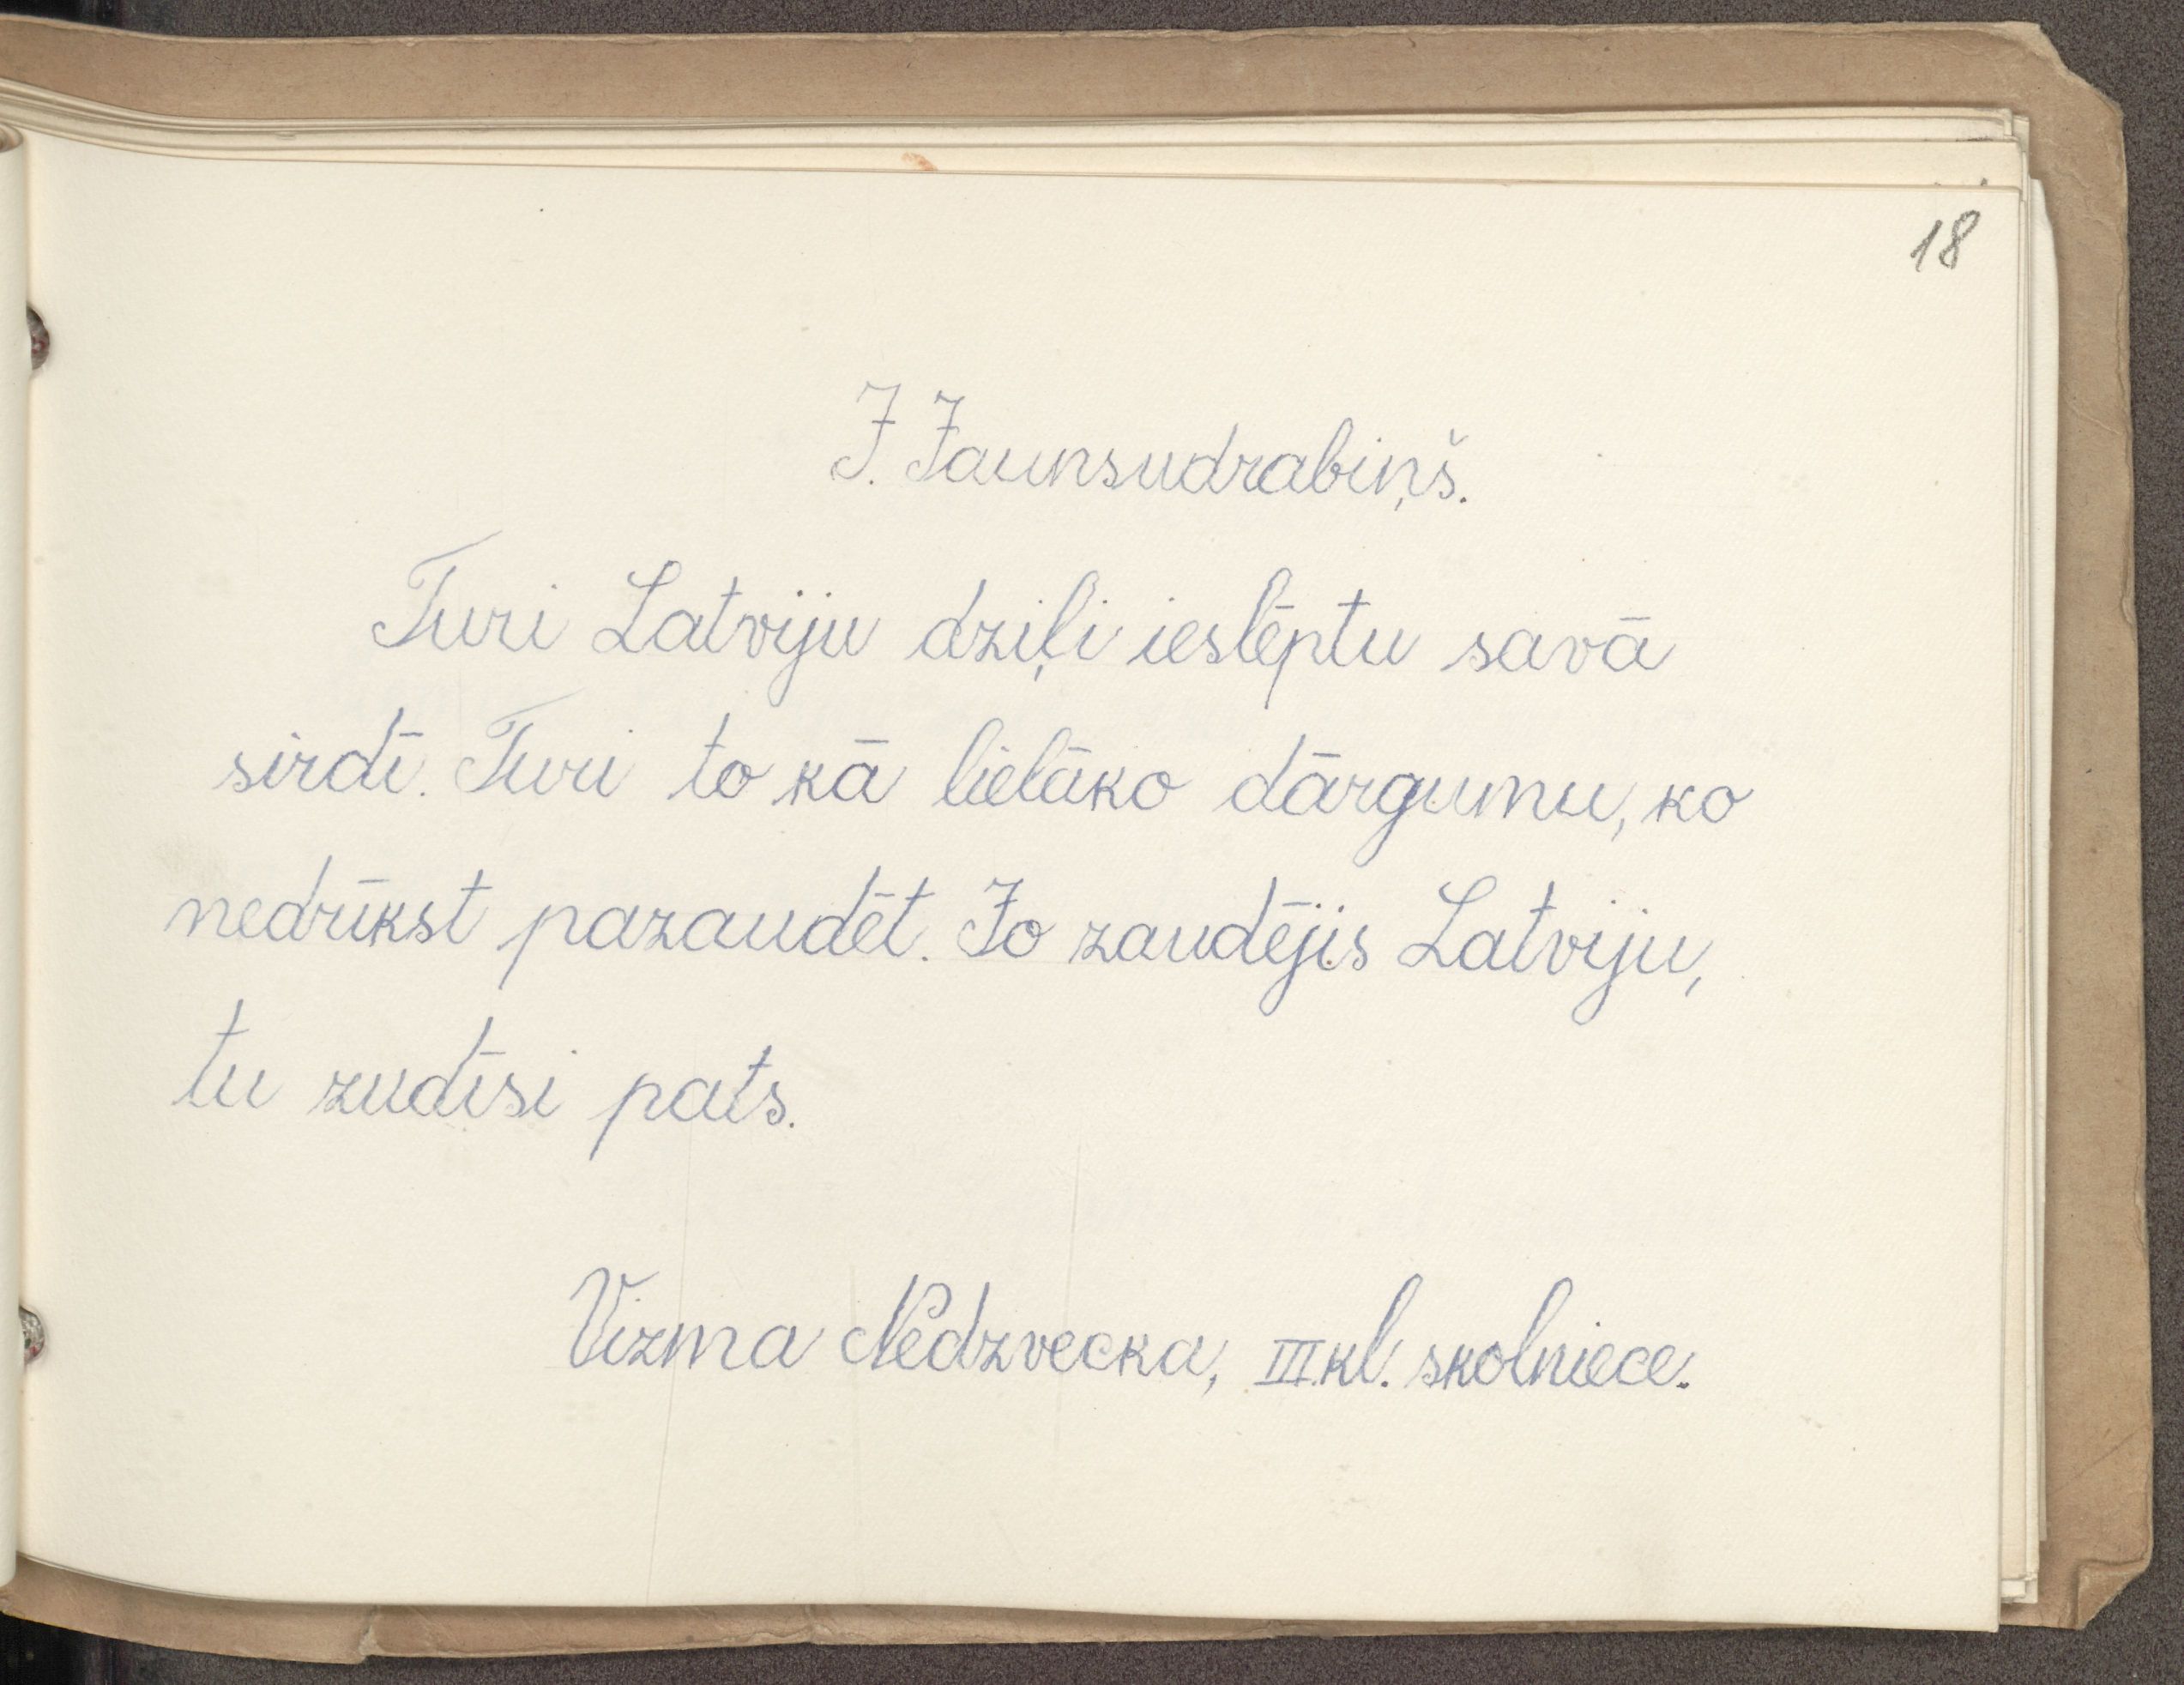 18
J. Jaunsudrabiņš.
Turi Latviju dziļi ieslēptu savā
sirdī. Turi to kā lielāko dārgumu, ko
nedrīkst pazaudēt. Jo zaudējis Latviju,
tu zudīsi pats.
Vizma Nedzvecka, III kl. skolniece.